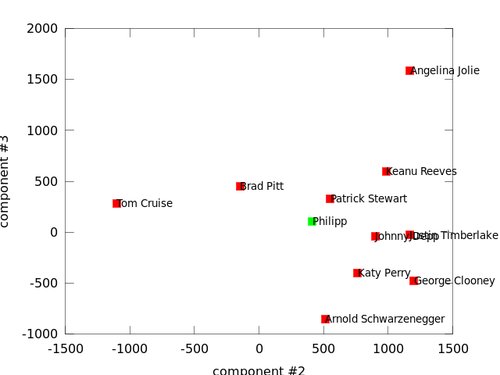 2000
1500
1000
500
0
-500
-1000
component #3
Angelina Jolie
Keanu Reeves
Brad Pitt
Patrick Stewart
Tom Cruise
Philipp
Johnny Depp
Justin Timberlake
Katy Perry
George Clooney
Arnold Schwarzenegger
-1500
-1000
-500
0
500
1000
1500
component #2